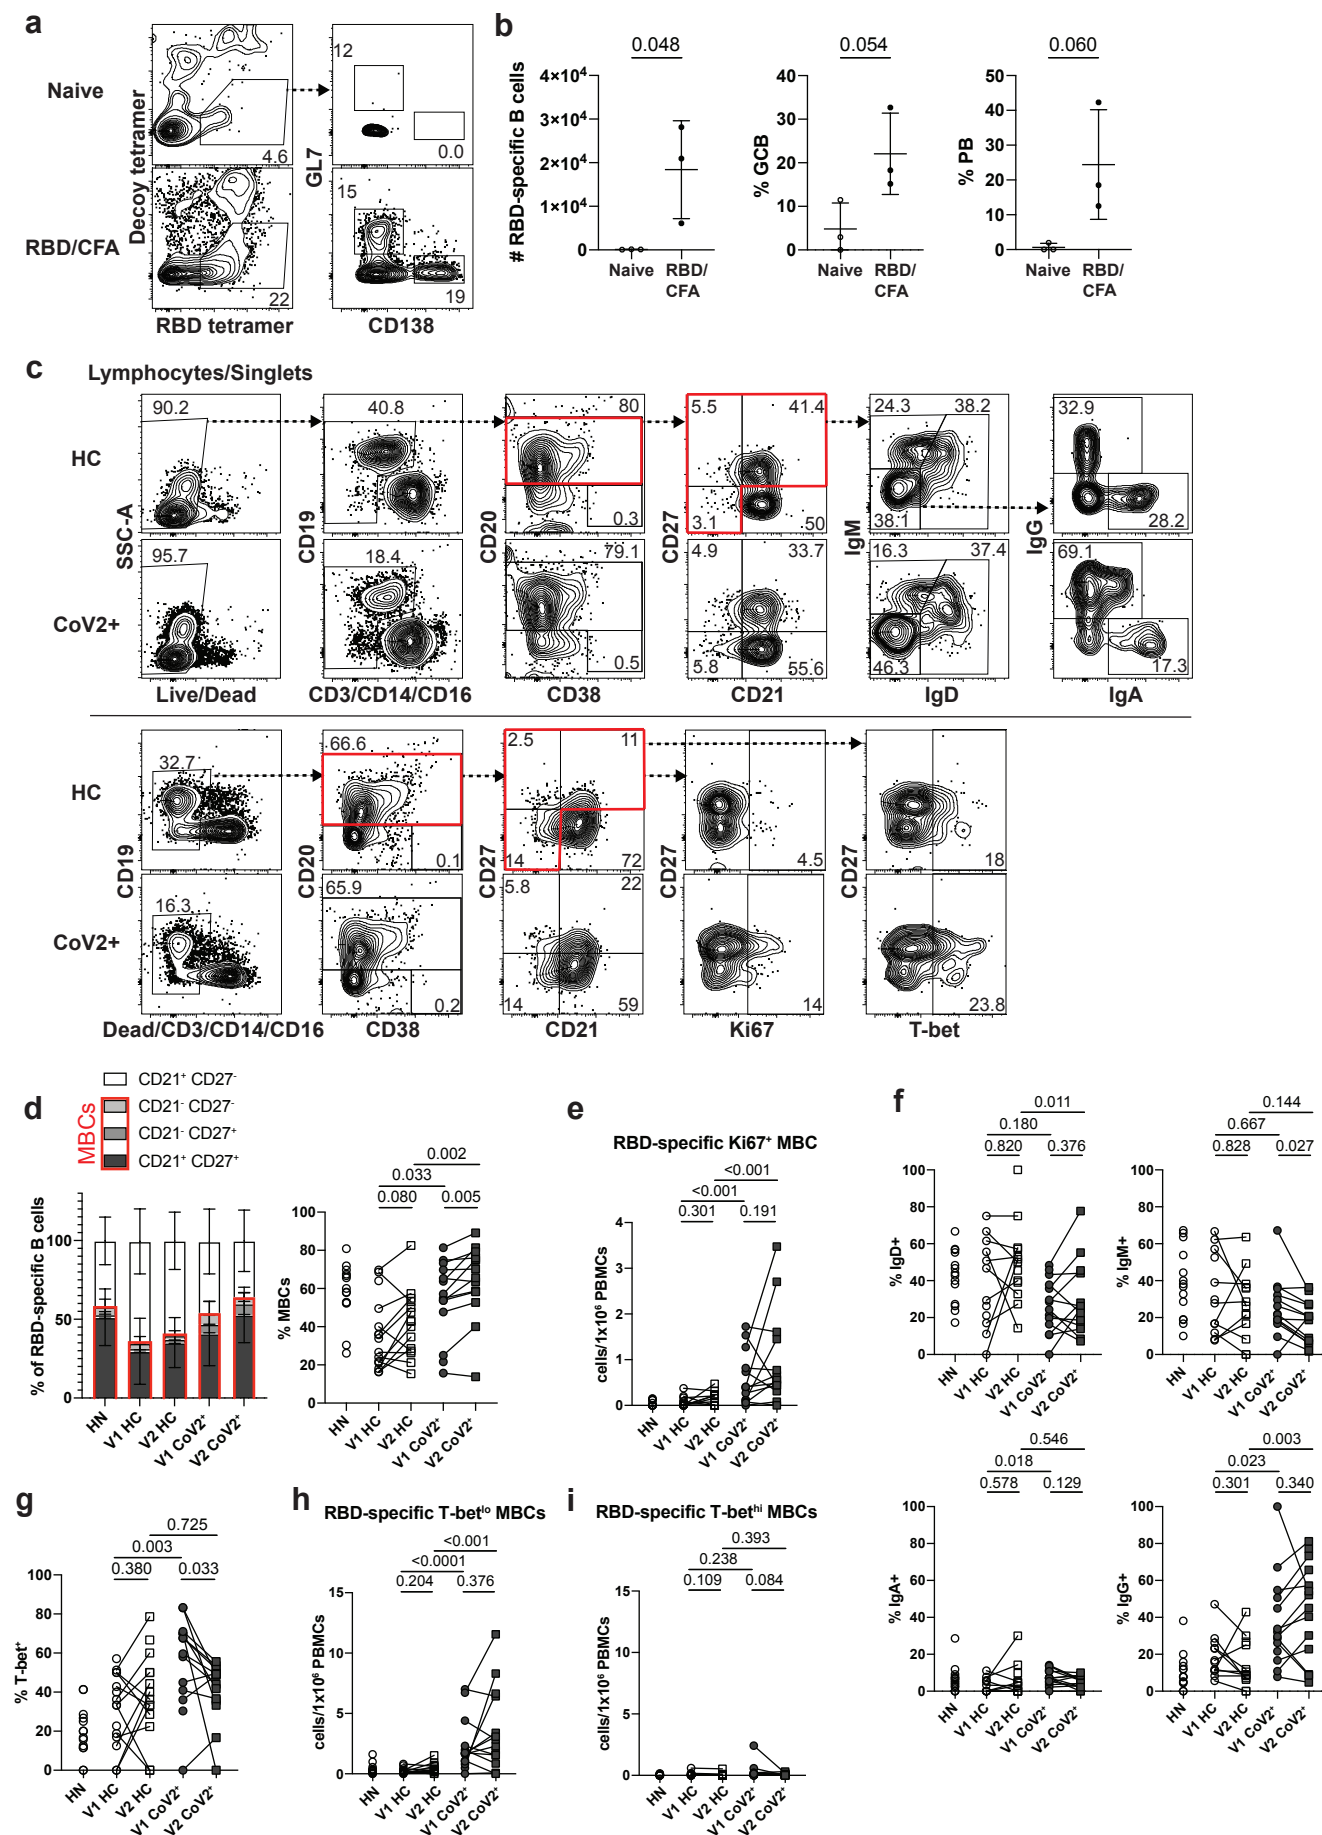 a
Naive
RBD/CFA
Decoy tetramer
4.6
22
RBD tetramer
GL7
12
0.0
15
19
CD138
b
0.048
# RBD-specific B cells
4×10⁴
3×10⁴
2×10⁴
1×10⁴
0
Naive
RBD/
CFA
0.054
% GCB
40
30
20
10
0
Naive
RBD/
CFA
0.060
% PB
50
40
30
20
10
0
Naive
RBD/
CFA
c
Lymphocytes/Singlets
HC
90.2
40.8
80
0.3
5.5
41.4
3.1
50
24.3
38.2
38.1
32.9
28.2
SSC-A
CD19
CD20
CD27
IgM
IgG
CoV2+
95.7
18.4
79.1
0.5
4.9
33.7
5.8
55.6
16.3
37.4
46.3
69.1
17.3
Live/Dead
CD3/CD14/CD16
CD38
CD21
IgD
IgA
HC
32.7
66.6
0.1
2.5
11
14
72
4.5
18
CD19
CD20
CD27
CD27
CD27
CoV2+
16.3
65.9
0.2
5.8
22
14
59
14
23.8
Dead/CD3/CD14/CD16
CD38
CD21
Ki67
T-bet
d
MBCs
CD21⁺ CD27⁻
CD21⁻ CD27⁻
CD21⁻ CD27⁺
CD21⁺ CD27⁺
% of RBD-specific B cells
100
50
0
HN
V1 HC
V2 HC
V1 CoV2⁺
V2 CoV2⁺
0.002
0.033
0.080
0.005
% MBCs
100
80
60
40
20
0
HN
V1 HC
V2 HC
V1 CoV2⁺
V2 CoV2⁺
e
RBD-specific Ki67⁺ MBC
<0.001
<0.001
0.301
0.191
cells/1x10⁶ PBMCs
4
3
2
1
0
HN
V1 HC
V2 HC
V1 CoV2⁺
V2 CoV2⁺
f
0.011
0.180
0.820
0.376
% IgD+
100
80
60
40
20
0
HN
V1 HC
V2 HC
V1 CoV2⁺
V2 CoV2⁺
0.144
0.667
0.828
0.027
% IgM+
100
80
60
40
20
0
HN
V1 HC
V2 HC
V1 CoV2⁺
V2 CoV2⁺
0.546
0.018
0.578
0.129
% IgA+
100
80
60
40
20
0
HN
V1 HC
V2 HC
V1 CoV2⁺
V2 CoV2⁺
0.003
0.023
0.301
0.340
% IgG+
100
80
60
40
20
0
HN
V1 HC
V2 HC
V1 CoV2⁺
V2 CoV2⁺
g
0.725
0.003
0.380
0.033
% T-bet⁺
100
80
60
40
20
0
HN
V1 HC
V2 HC
V1 CoV2⁺
V2 CoV2⁺
h
RBD-specific T-betˡᵒ MBCs
<0.001
<0.0001
0.204
0.376
cells/1x10⁶ PBMCs
15
10
5
0
HN
V1 HC
V2 HC
V1 CoV2⁺
V2 CoV2⁺
i
RBD-specific T-betʰⁱ MBCs
0.393
0.238
0.109
0.084
cells/1x10⁶ PBMCs
15
10
5
0
HN
V1 HC
V2 HC
V1 CoV2⁺
V2 CoV2⁺